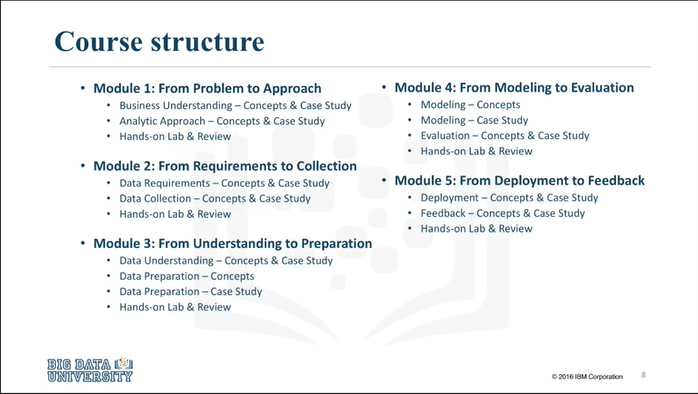 Course structure
• Module 1: From Problem to Approach
• Business Understanding – Concepts & Case Study
• Analytic Approach – Concepts & Case Study
• Hands-on Lab & Review
• Module 2: From Requirements to Collection
• Data Requirements – Concepts & Case Study
• Data Collection – Concepts & Case Study
• Hands-on Lab & Review
• Module 3: From Understanding to Preparation
• Data Understanding – Concepts & Case Study
• Data Preparation – Concepts
• Data Preparation – Case Study
• Hands-on Lab & Review
• Module 4: From Modeling to Evaluation
• Modeling – Concepts
• Modeling – Case Study
• Evaluation – Concepts & Case Study
• Hands-on Lab & Review
• Module 5: From Deployment to Feedback
• Deployment – Concepts & Case Study
• Feedback – Concepts & Case Study
• Hands-on Lab & Review
BIG DATA
UNIVERSITY
© 2016 IBM Corporation
8